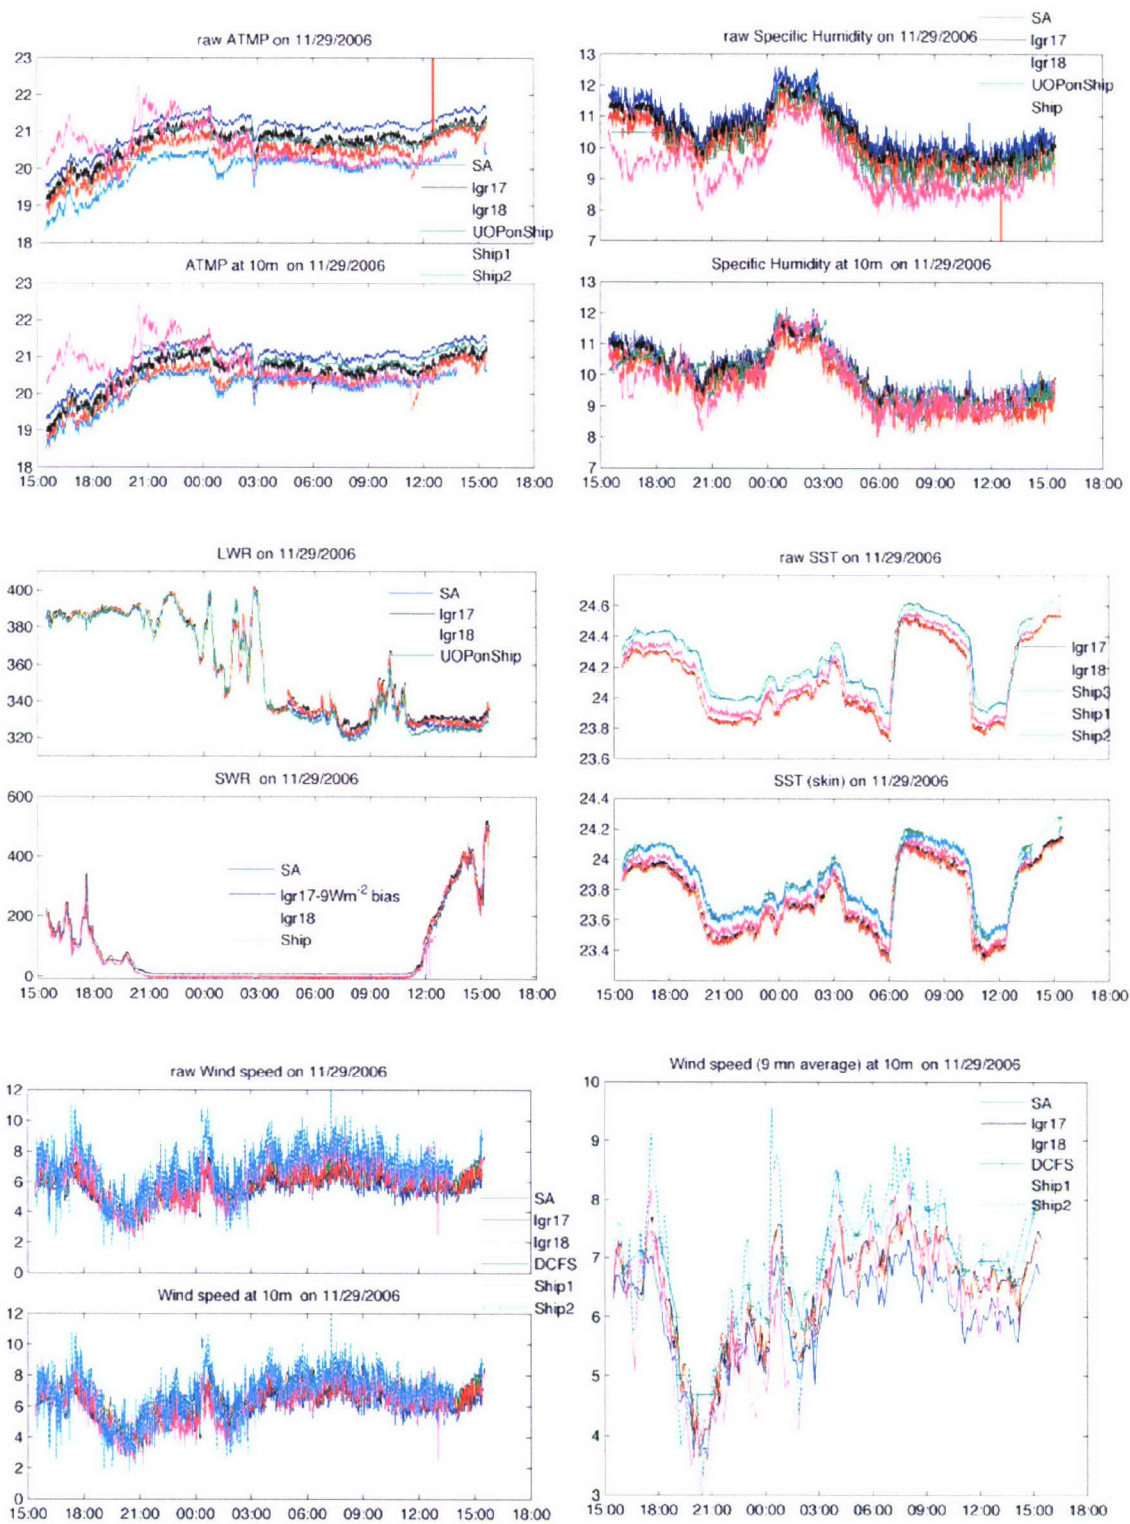 raw ATMP on 11/29/2006
23
22
21
20
19
18
SA
Igr17
Igr18
UOPonShip
Ship1
Ship2
ATMP at 10m on 11/29/2006
23
22
21
20
19
18
15:00 18:00 21:00 00:00 03:00 06:00 09:00 12:00 15:00 18:00
raw Specific Humidity on 11/29/2006
13
12
11
10
9
8
7
SA
Igr17
Igr18
UOPonShip
Ship
Specific Humidity at 10m on 11/29/2006
13
12
11
10
9
8
7
15:00 18:00 21:00 00:00 03:00 06:00 09:00 12:00 15:00 18:00
LWR on 11/29/2006
400
380
360
340
320
SA
Igr17
Igr18
UOPonShip
SWR on 11/29/2006
600
400
200
0
SA
Igr17-9Wm⁻² bias
Igr18
Ship
15:00 18:00 21:00 00:00 03:00 06:00 09:00 12:00 15:00 18:00
raw SST on 11/29/2006
24.6
24.4
24.2
24
23.8
23.6
Igr17
Igr18
Ship3
Ship1
Ship2
SST (skin) on 11/29/2006
24.4
24.2
24
23.8
23.6
23.4
15:00 18:00 21:00 00:00 03:00 06:00 09:00 12:00 15:00 18:00
raw Wind speed on 11/29/2006
12
10
8
6
4
2
0
SA
Igr17
Igr18
DCFS
Ship1
Ship2
Wind speed at 10m on 11/29/2006
12
10
8
6
4
2
0
15:00 18:00 21:00 00:00 03:00 06:00 09:00 12:00 15:00 18:00
Wind speed (9 mn average) at 10m on 11/29/2006
10
9
8
7
6
5
4
3
SA
Igr17
Igr18
DCFS
Ship1
Ship2
15:00 18:00 21:00 00:00 03:00 06:00 09:00 12:00 15:00 18:00